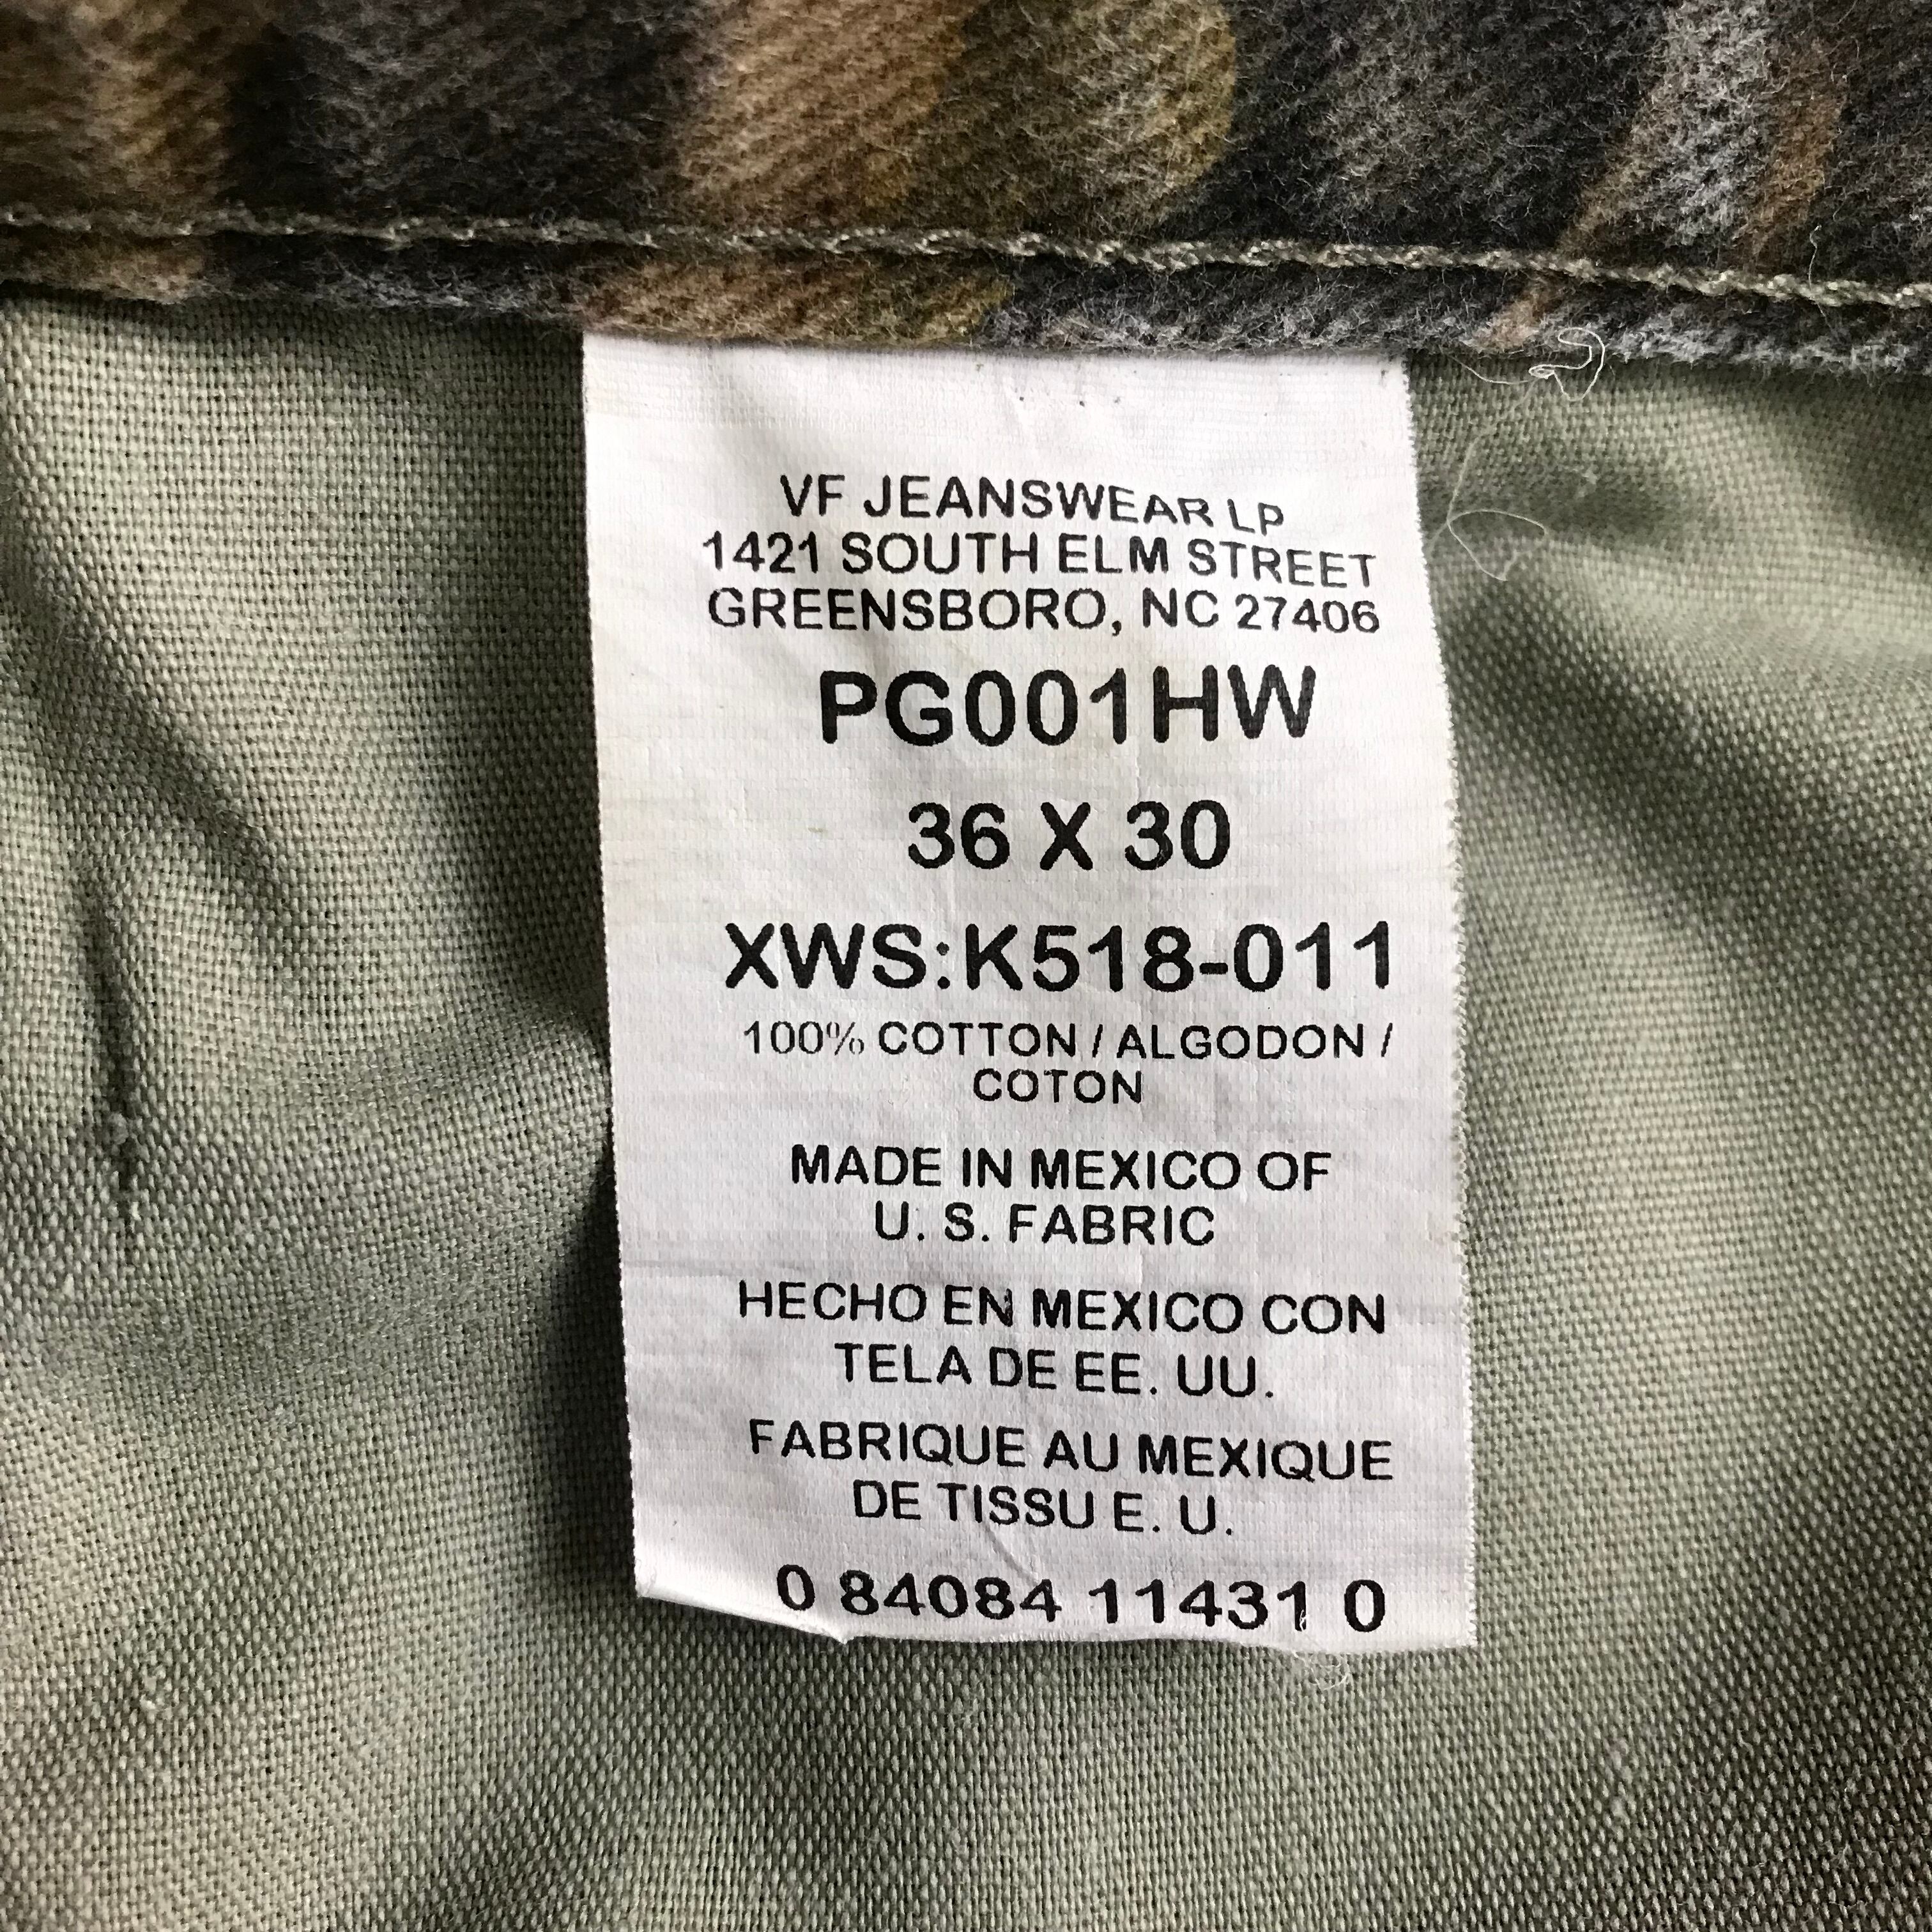 VF JEANSWEAR LP
1421 SOUTH ELM STREET
GREENSBORO, NC 27406
PG001HW
36 X 30
XWS:K518-011
100% COTTON / ALGODON /
COTON
MADE IN MEXICO OF
U. S. FABRIC
HECHO EN MEXICO CON
TELA DE EE. UU.
FABRIQUE AU MEXIQUE
DE TISSU E. U.
0 84084 11431 0